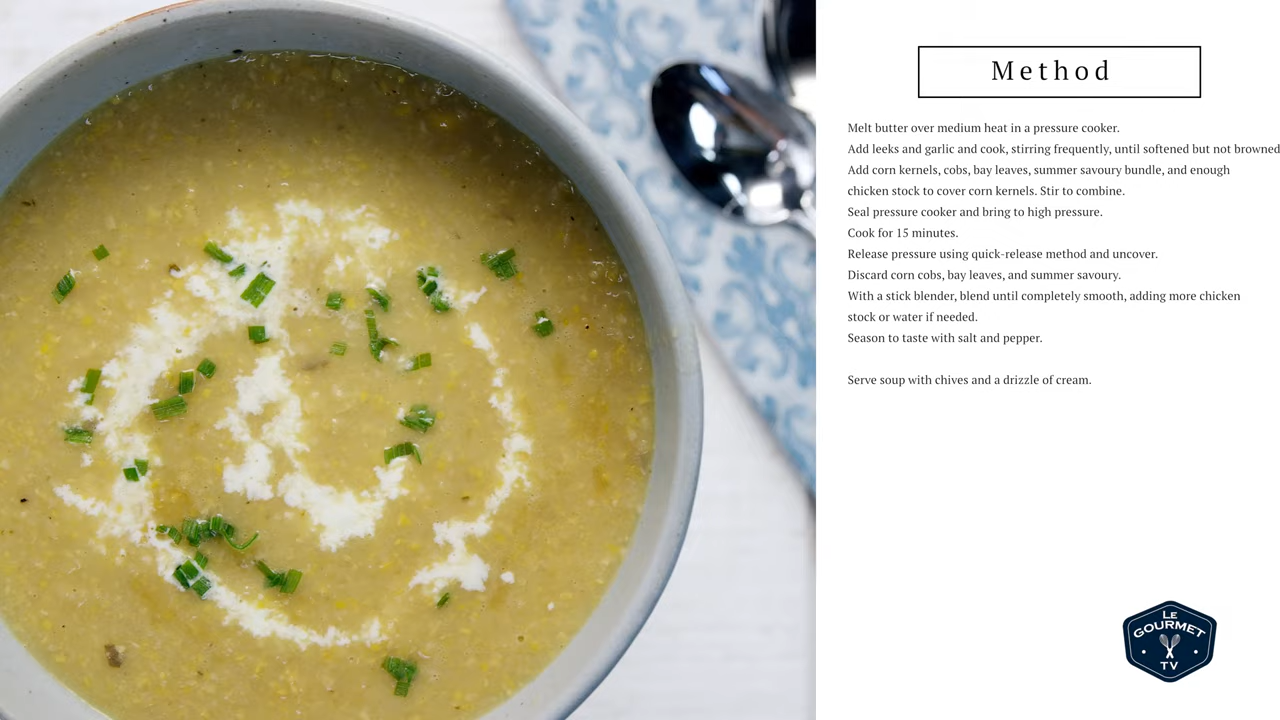 Method
Melt butter over medium heat in a pressure cooker.
Add leeks and garlic and cook, stirring frequently, until softened but not browned
Add corn kernels, cobs, bay leaves, summer savoury bundle, and enough
chicken stock to cover corn kernels. Stir to combine.
Seal pressure cooker and bring to high pressure.
Cook for 15 minutes.
Release pressure using quick-release method and uncover.
Discard corn cobs, bay leaves, and summer savoury.
With a stick blender, blend until completely smooth, adding more chicken
stock or water if needed.
Season to taste with salt and pepper.
Serve soup with chives and a drizzle of cream.
LE
GOURMET
TV